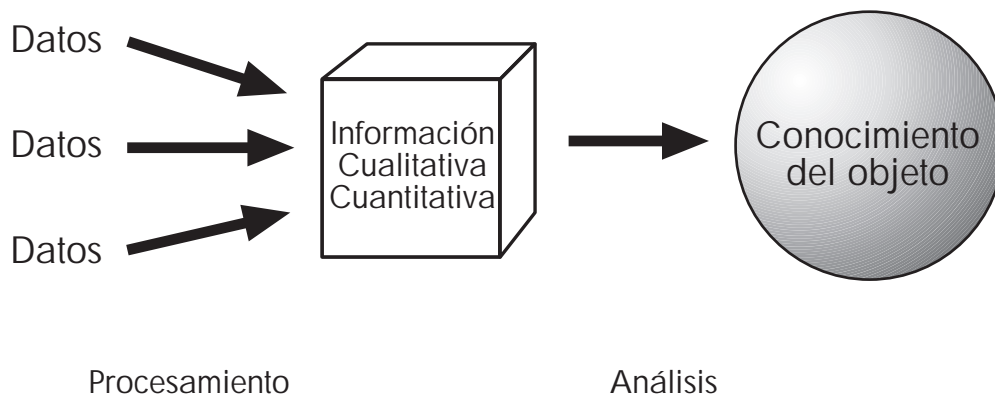 Datos
Datos
Datos
Información
Cualitativa
Cuantitativa
Conocimiento
del objeto
Procesamiento
Análisis